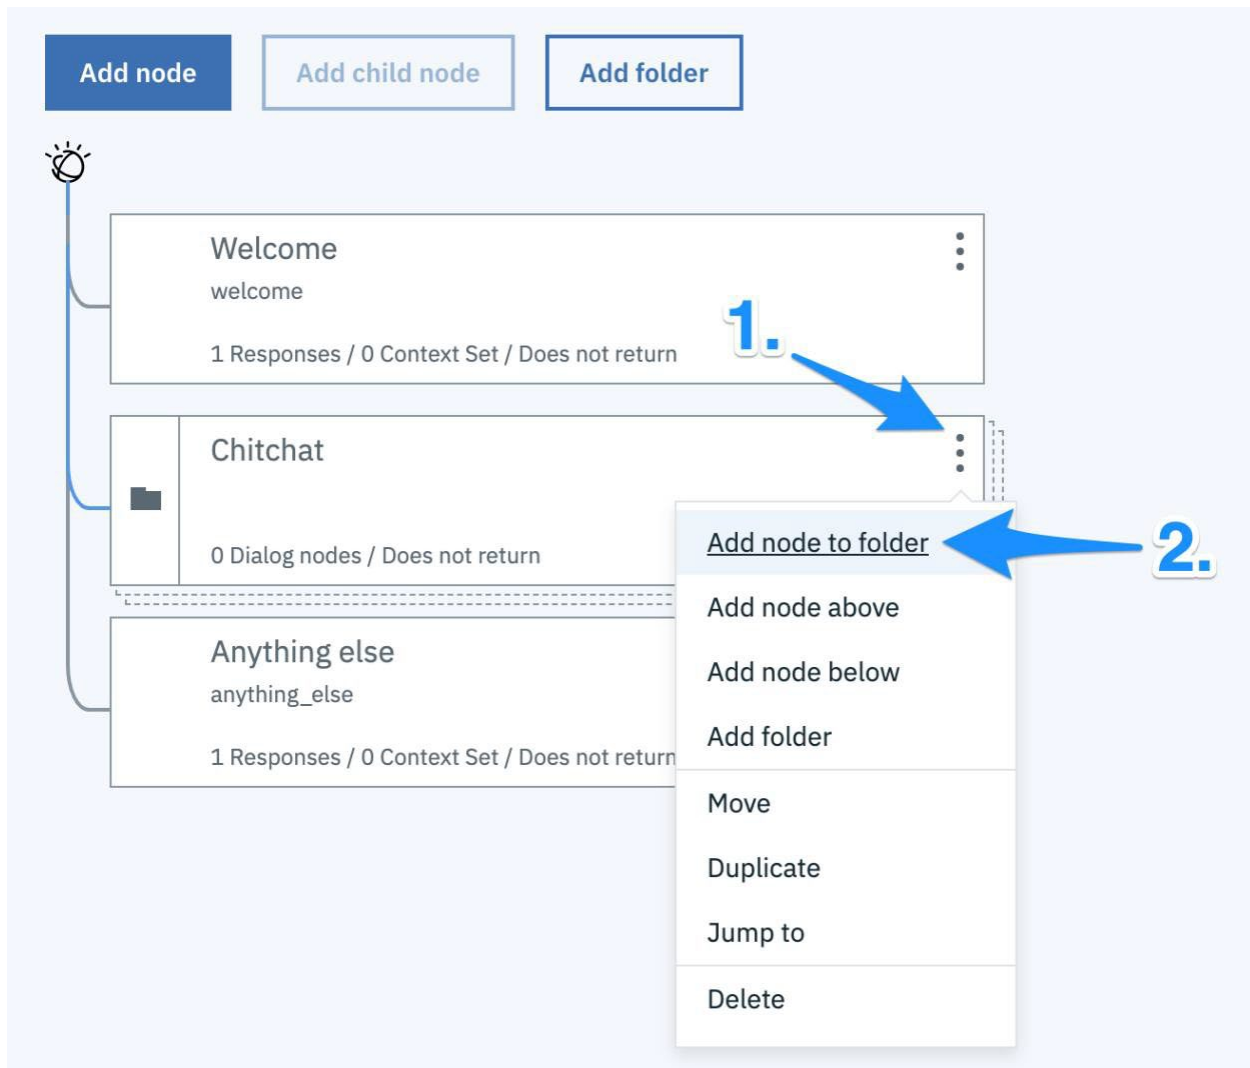 Add node
Add child node
Add folder
Welcome
welcome
1 Responses / 0 Context Set / Does not return
1.
Chitchat
0 Dialog nodes / Does not return
Add node to folder
2.
Add node above
Add node below
Add folder
Move
Duplicate
Jump to
Delete
Anything else
anything_else
1 Responses / 0 Context Set / Does not return